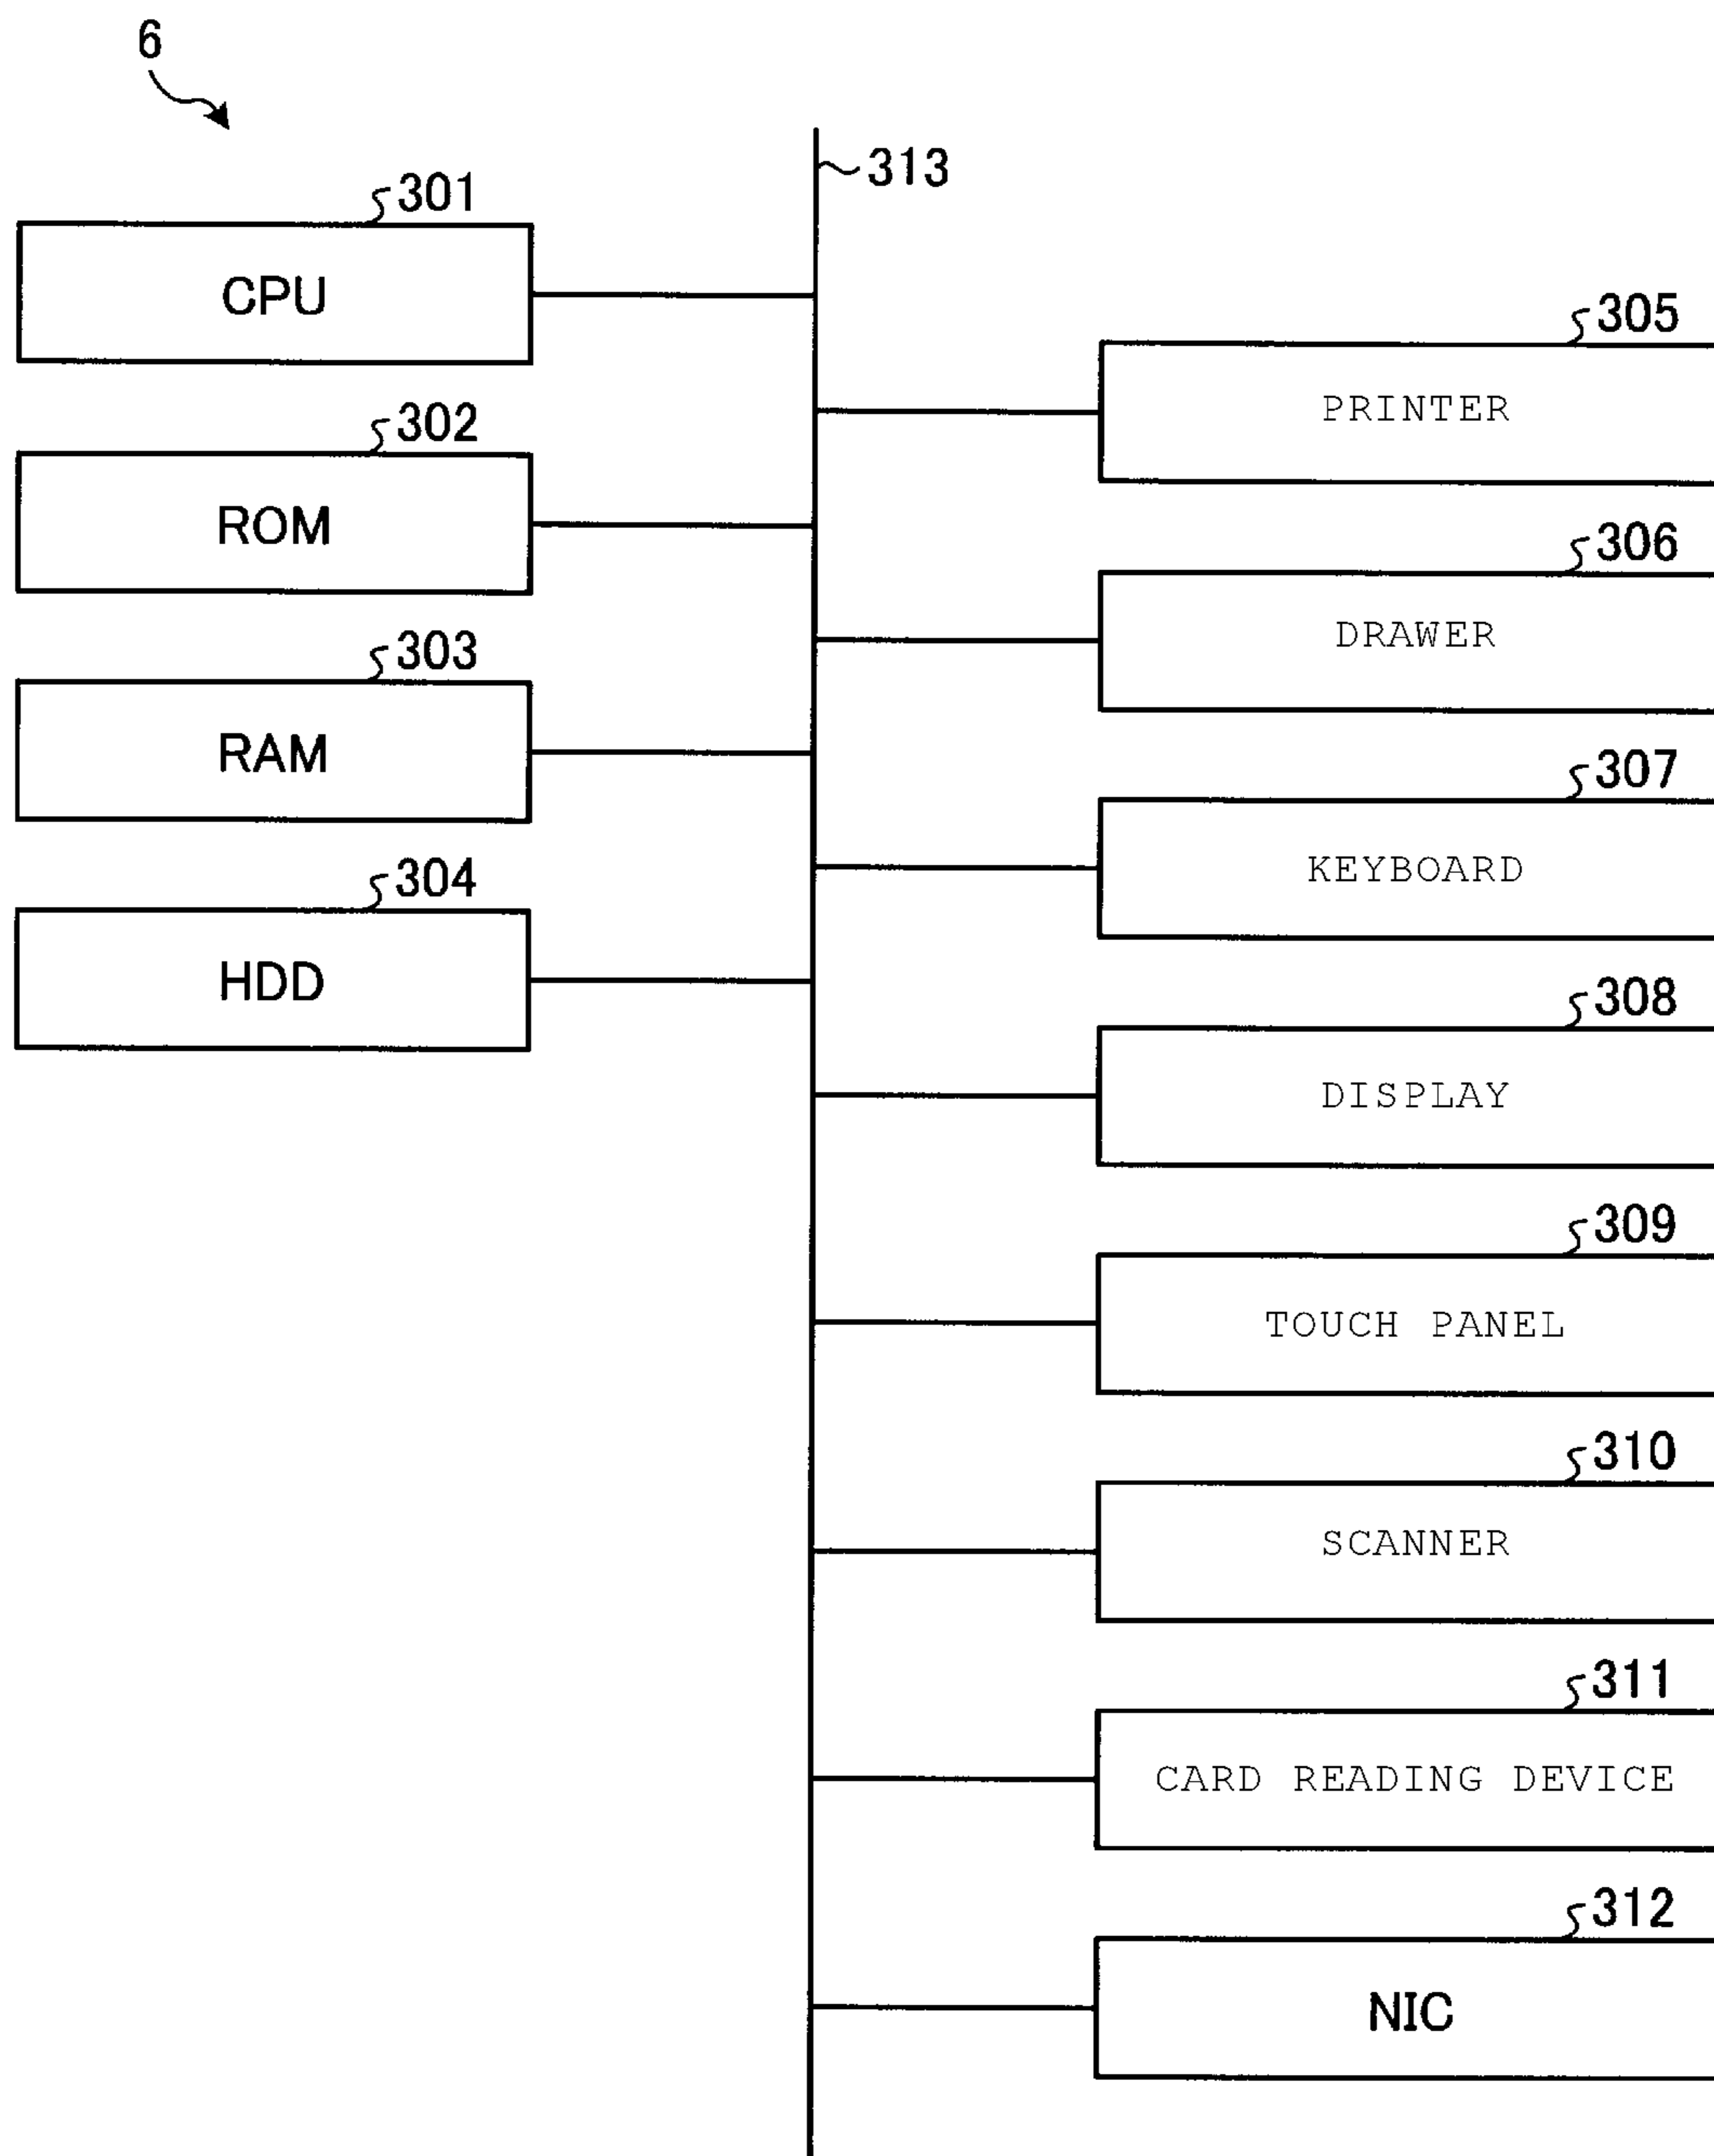 6
313
301
CPU
302
ROM
303
RAM
304
HDD
305
PRINTER
306
DRAWER
307
KEYBOARD
308
DISPLAY
309
TOUCH PANEL
310
SCANNER
311
CARD READING DEVICE
312
NIC